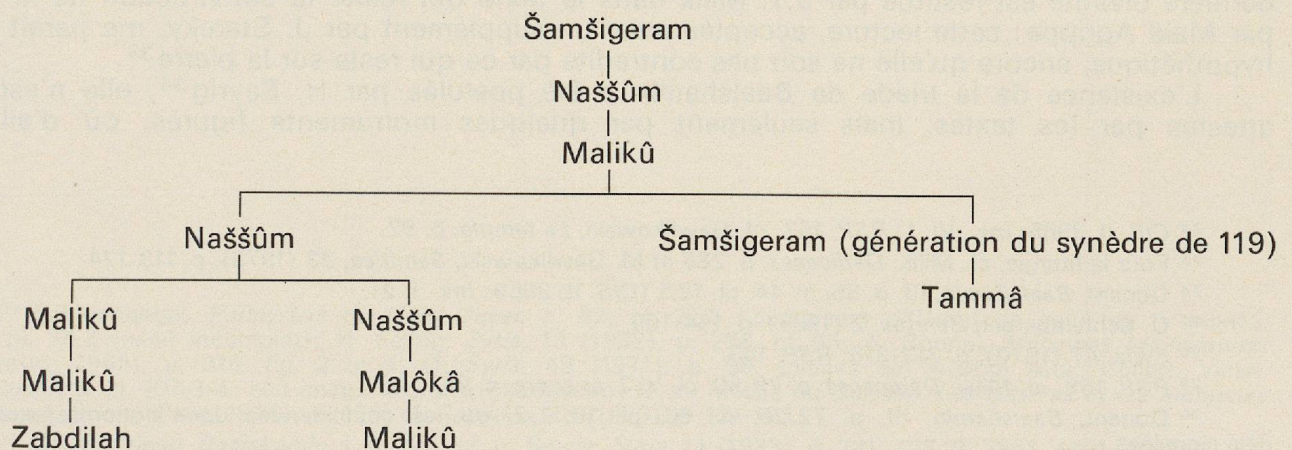 Šamšigeram
Naššûm
Malikû
Naššûm Šamšigeram (génération du synèdre de 119)
Tammâ
Malikû Naššûm
Malikû Malôkâ
Zabdilah Malikû